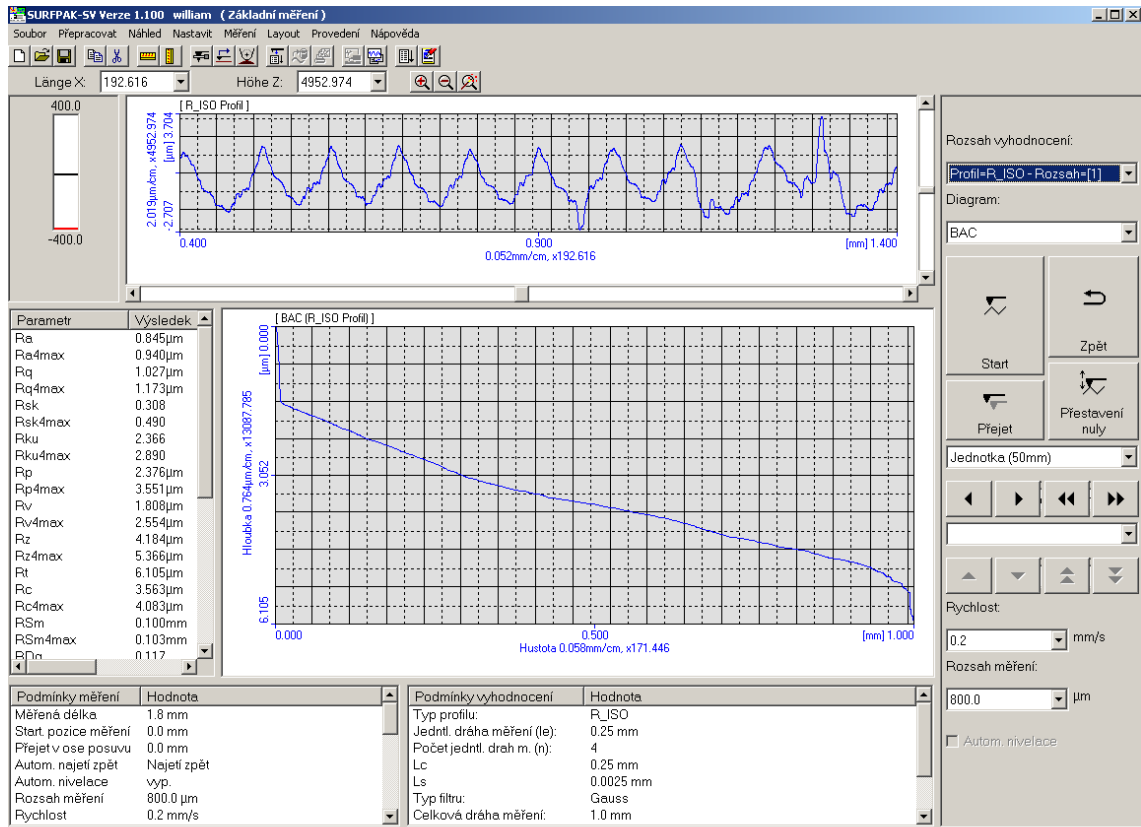 SURFPAK-SV Verze 1.100 william ( Základní měření )
Soubor Přepracovat Náhled Nastavit Měření Layout Provedení Nápověda
Länge X: 192.616 Höhe Z: 4952.974
400.0
-400.0
[ R_ISO Profil ]
2.019µm/cm, x4952.974
-2.707 [µm] 3.704
0.400 0.900 [mm] 1.400
0.052mm/cm, x192.616
Parametr Výsledek
Ra 0.845µm
Ra4max 0.940µm
Rq 1.027µm
Rq4max 1.173µm
Rsk 0.308
Rsk4max 0.490
Rku 2.366
Rku4max 2.890
Rp 2.376µm
Rp4max 3.551µm
Rv 1.808µm
Rv4max 2.554µm
Rz 4.184µm
Rz4max 5.366µm
Rt 6.105µm
Rc 3.563µm
Rc4max 4.083µm
RSm 0.100mm
RSm4max 0.103mm
RDq 0.117
[ BAC (R_ISO Profil) ]
Hloubka 0.764µm/cm, x13087.785
6.105 3.052 [µm] 0.000
0.000 0.500 [mm] 1.000
Hustota 0.058mm/cm, x171.446
Rozsah vyhodnocení:
Profil=R_ISO - Rozsah=[1]
Diagram:
BAC
Start
Zpět
Přejet
Přestavení
nuly
Jednotka (50mm)
Rychlost:
0.2 mm/s
Rozsah měření:
800.0 µm
Autom. nivelace
Podmínky měření Hodnota
Měřená délka 1.8 mm
Start. pozice měření 0.0 mm
Přejet v ose posuvu 0.0 mm
Autom. najetí zpět Najetí zpět
Autom. nivelace vyp.
Rozsah měření 800.0 µm
Rychlost 0.2 mm/s
Podmínky vyhodnocení Hodnota
Typ profilu: R_ISO
Jedntl. dráha měření (le): 0.25 mm
Počet jedntl. drah m. (n) 4
Lc 0.25 mm
Ls 0.0025 mm
Typ filtru: Gauss
Celková dráha měření: 1.0 mm